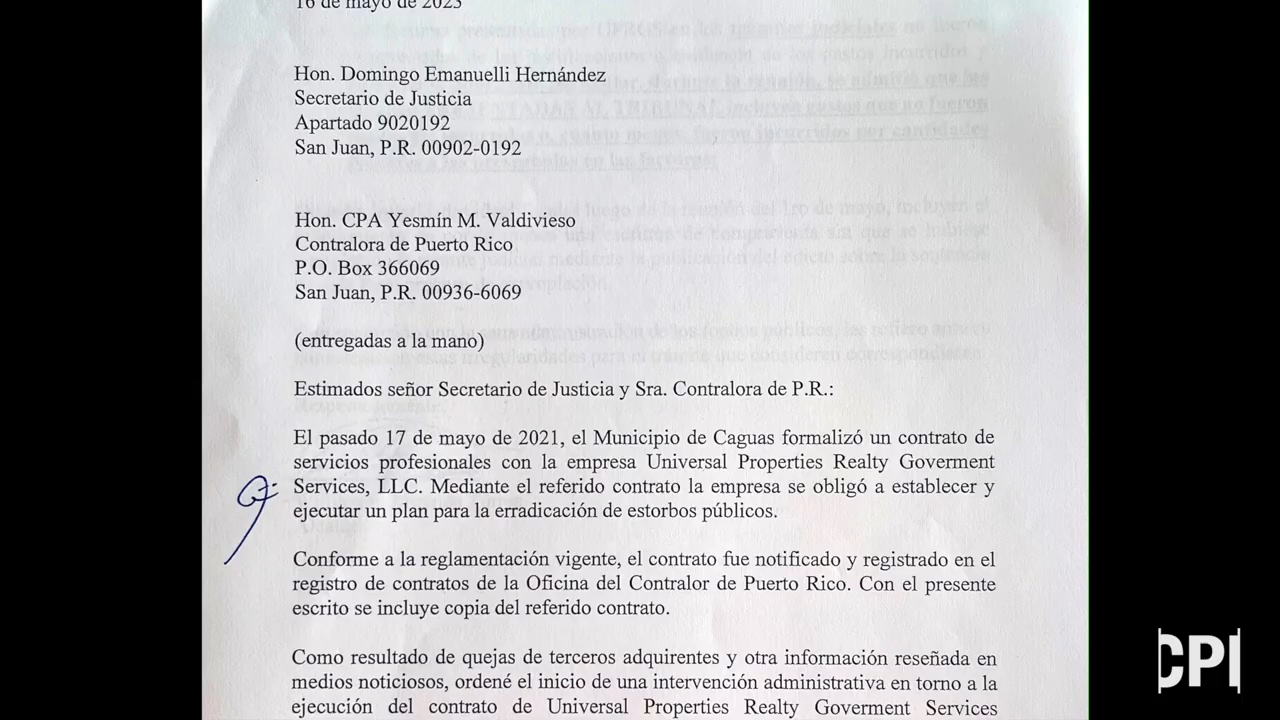 16 de mayo de 2023
Hon. Domingo Emanuelli Hernández
Secretario de Justicia
Apartado 9020192
San Juan, P.R. 00902-0192
Hon. CPA Yesmín M. Valdivieso
Contralora de Puerto Rico
P.O. Box 366069
San Juan, P.R. 00936-6069
(entregadas a la mano)
Estimados señor Secretario de Justicia y Sra. Contralora de P.R.:
El pasado 17 de mayo de 2021, el Municipio de Caguas formalizó un contrato de
servicios profesionales con la empresa Universal Properties Realty Goverment
Services, LLC. Mediante el referido contrato la empresa se obligó a establecer y
ejecutar un plan para la erradicación de estorbos públicos.
Conforme a la reglamentación vigente, el contrato fue notificado y registrado en el
registro de contratos de la Oficina del Contralor de Puerto Rico. Con el presente
escrito se incluye copia del referido contrato.
Como resultado de quejas de terceros adquirentes y otra información reseñada en
medios noticiosos, ordené el inicio de una intervención administrativa en torno a la
ejecución del contrato de Universal Properties Realty Goverment Services
CPI